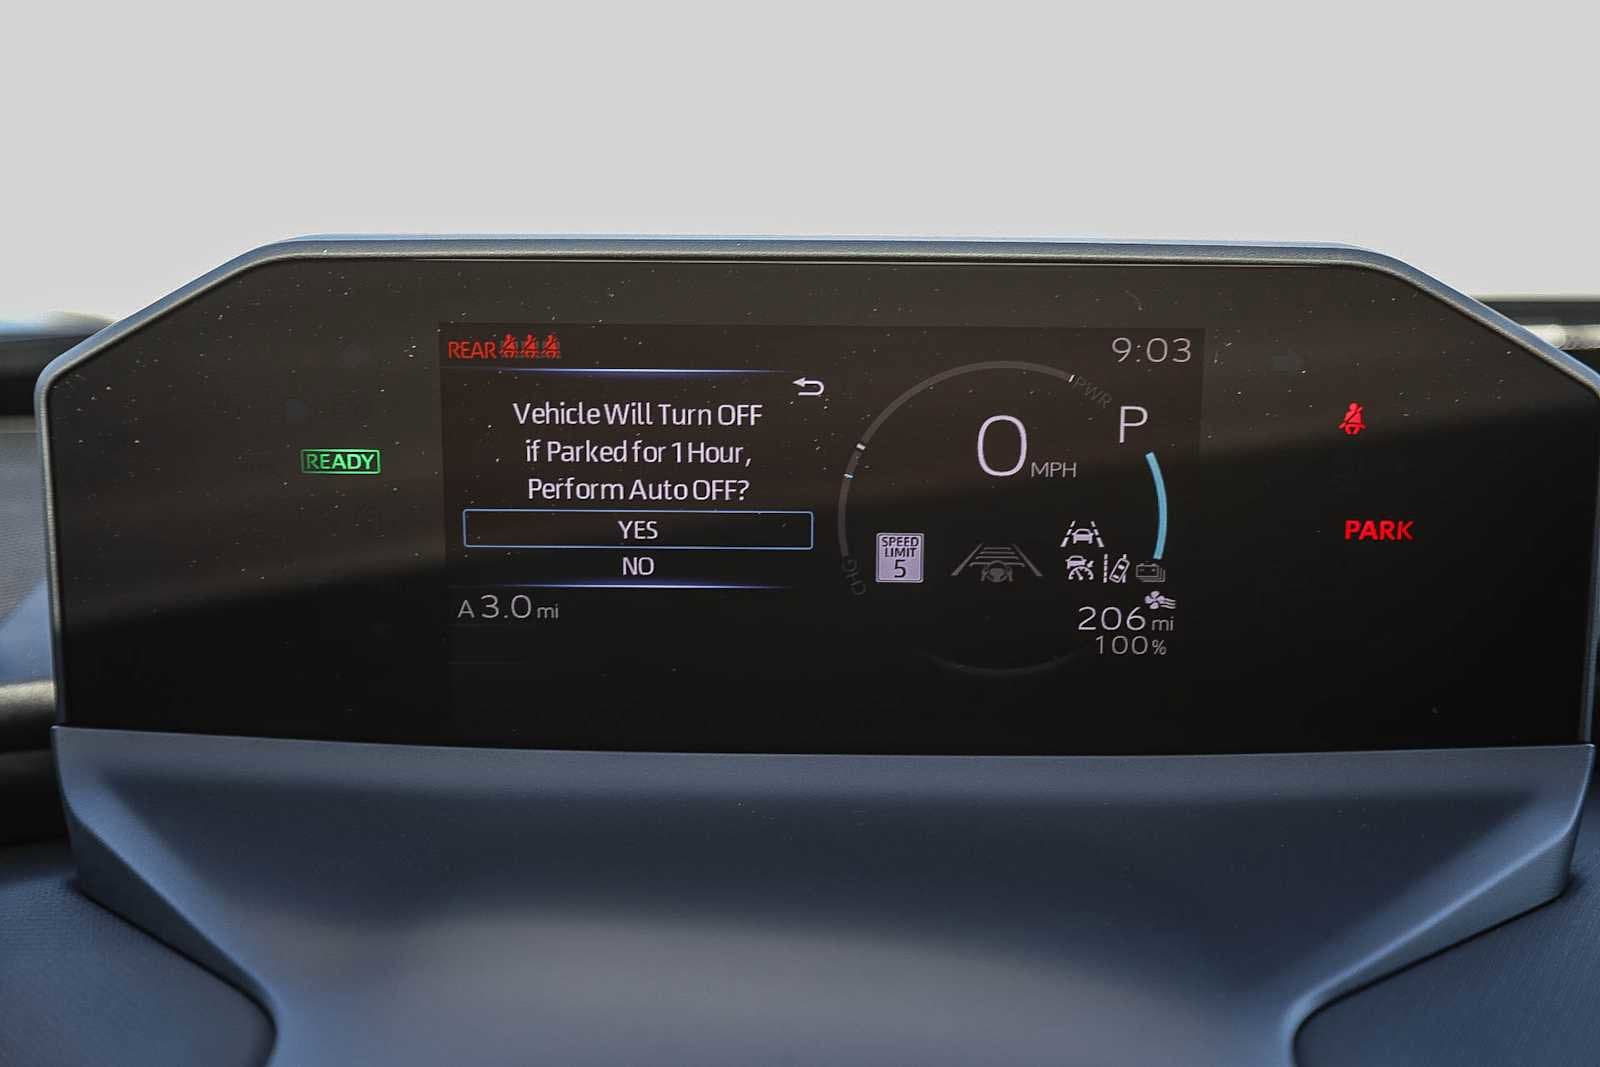 REAR
9:03
Vehicle Will Turn OFF
if Parked for 1 Hour,
Perform Auto OFF?
YES
NO
A 3.0 mi
READY
PWR
P
0 MPH
SPEED
LIMIT
5
CHG
206 mi
100%
PARK